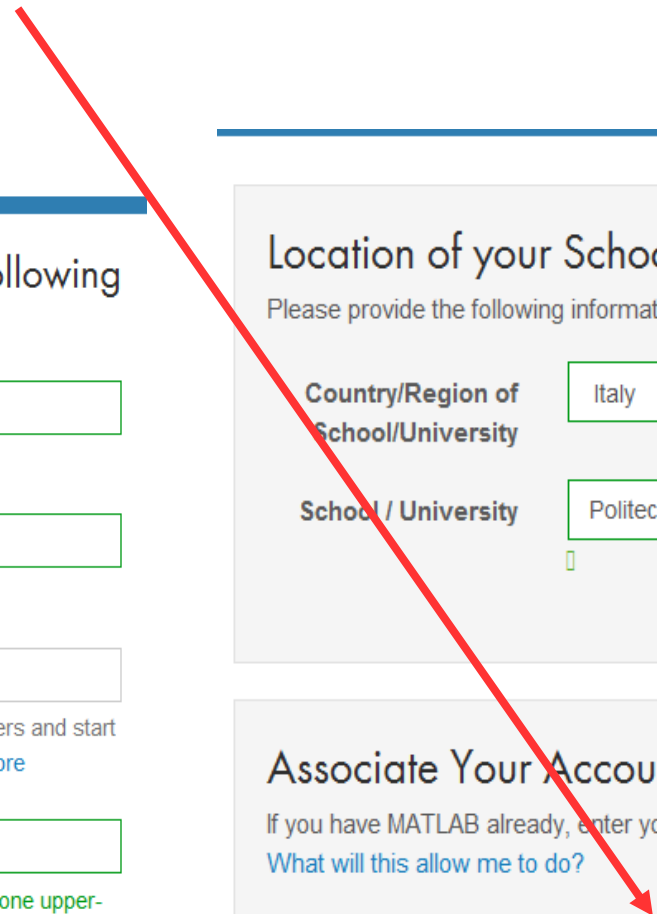 ollowing
ers and start
ore
one upper-
Location of your Schoo
Please provide the following informat
Country/Region of
School/University
Italy
School / University
Politec
Associate Your Accou
If you have MATLAB already, enter yo
What will this allow me to do?